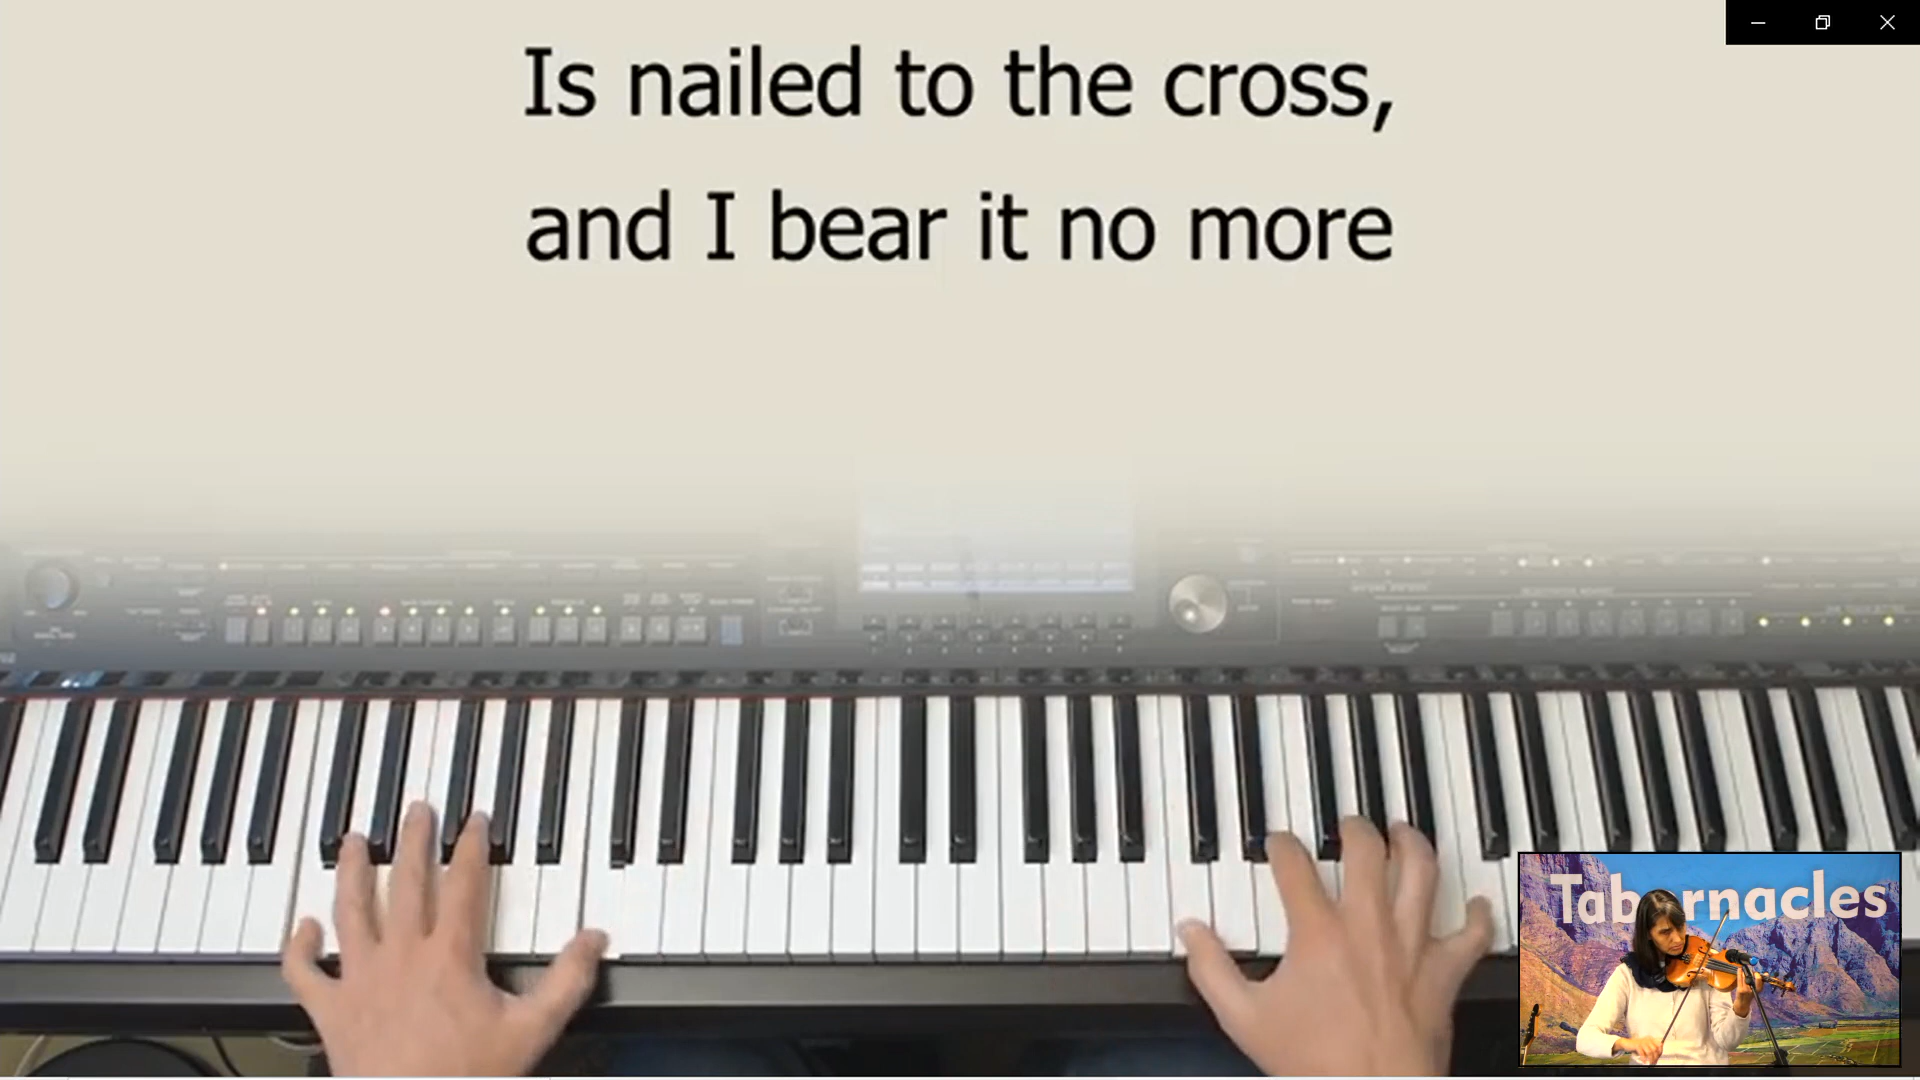 Is nailed to the cross,
and I bear it no more
Tabernacles